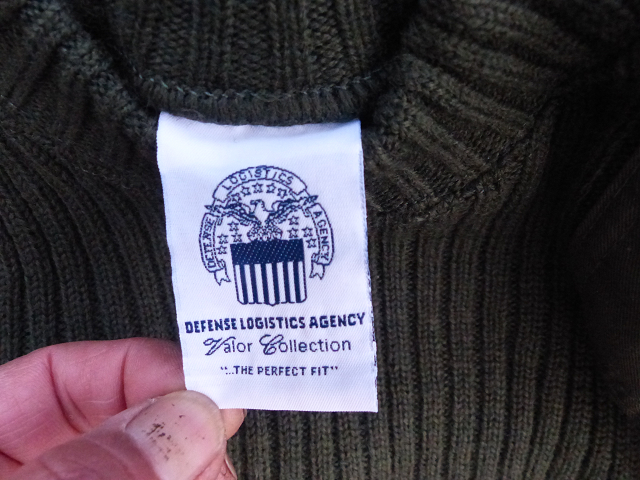 DEFENSE LOGISTICS AGENCY
DEFENSE LOGISTICS AGENCY
Valor Collection
"...THE PERFECT FIT"